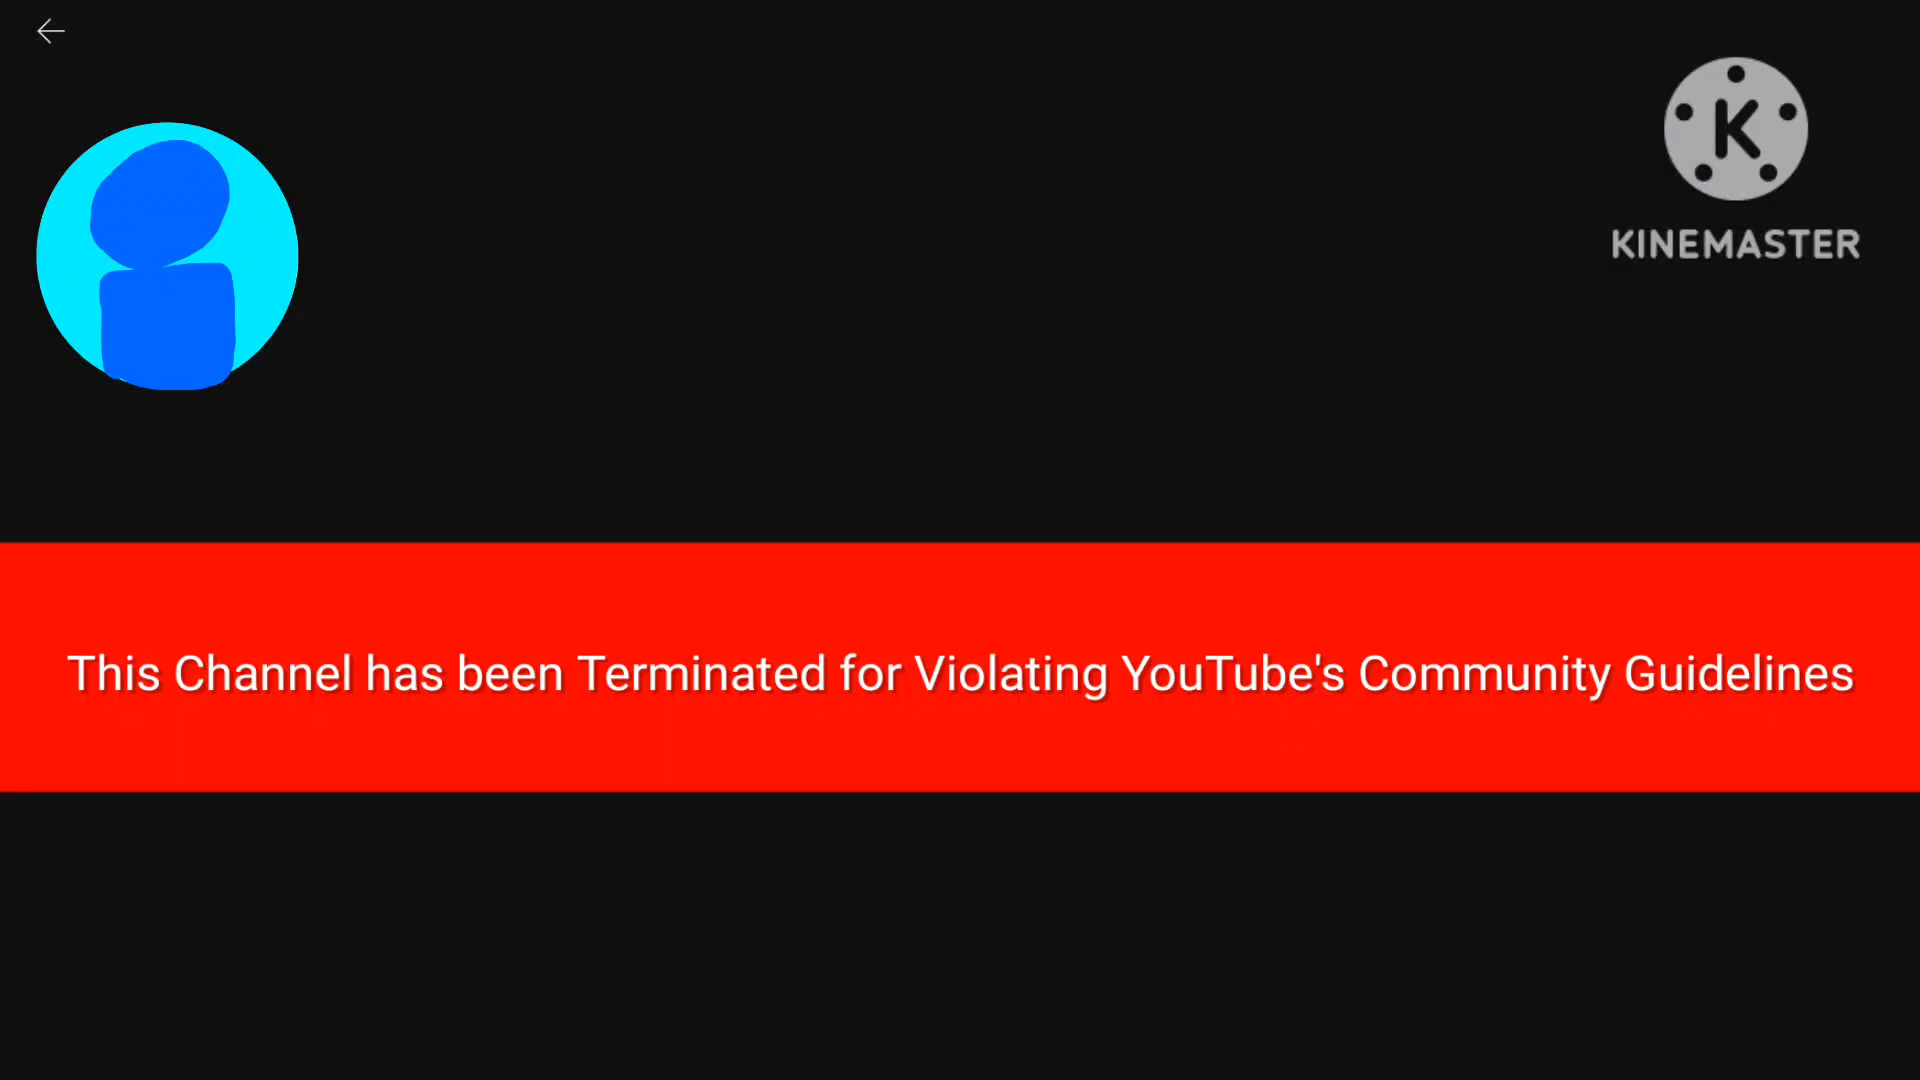 K
KINEMASTER
This Channel has been Terminated for Violating YouTube's Community Guidelines